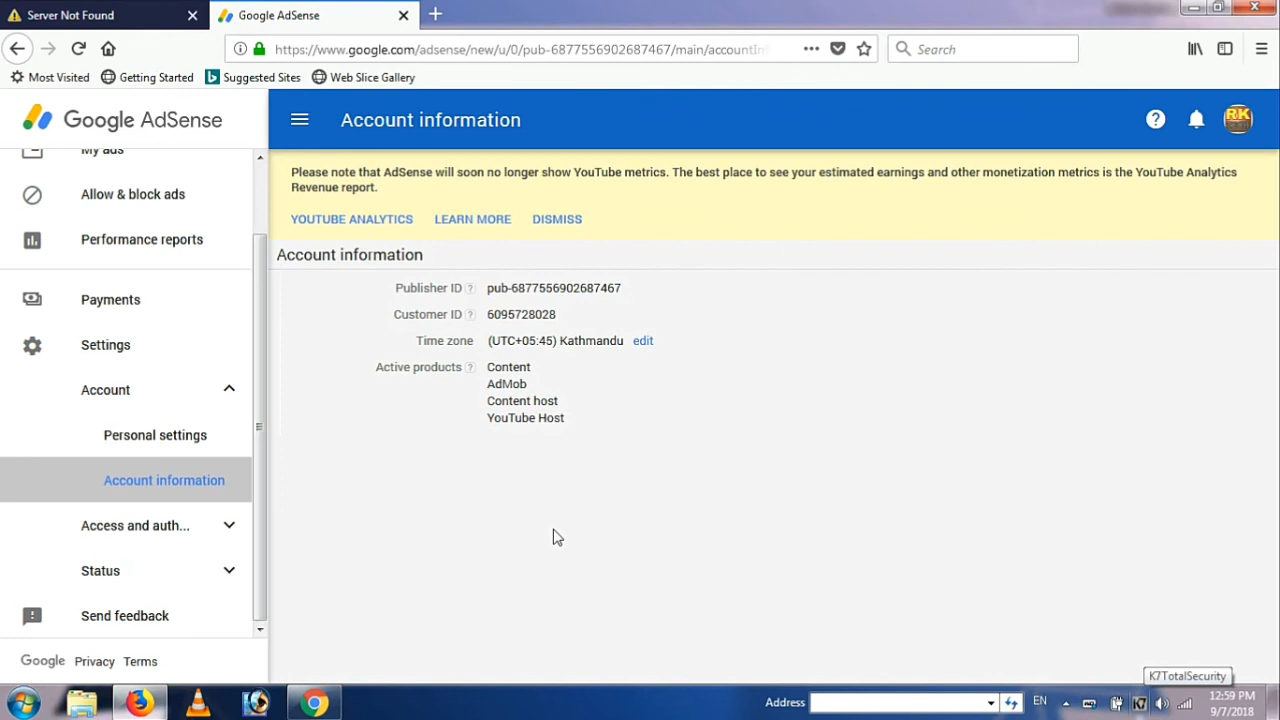 Server Not Found
Google AdSense
https://www.google.com/adsense/new/u/0/pub-6877556902687467/main/accountIn
Search
Most Visited
Getting Started
Suggested Sites
Web Slice Gallery
Google AdSense
Account information
My ads
Allow & block ads
Performance reports
Payments
Settings
Account
Personal settings
Account information
Access and auth...
Status
Send feedback
Google Privacy Terms
RK
Please note that AdSense will soon no longer show YouTube metrics. The best place to see your estimated earnings and other monetization metrics is the YouTube Analytics
Revenue report.
YOUTUBE ANALYTICS LEARN MORE DISMISS
Account information
Publisher ID ? pub-6877556902687467
Customer ID ? 6095728028
Time zone (UTC+05:45) Kathmandu edit
Active products ? Content
AdMob
Content host
YouTube Host
K7TotalSecurity
Address
EN
12:59 PM
9/7/2018